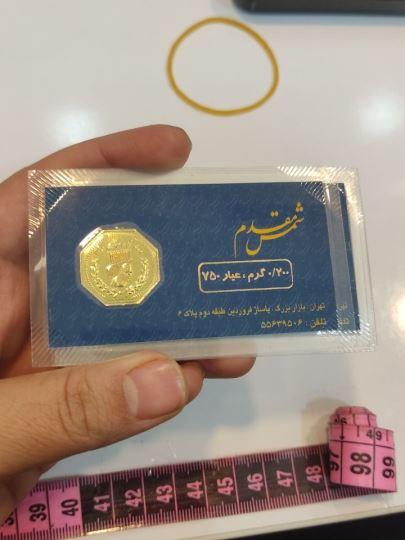 شمس مقدم
۰/۲۰۰ گرم ، عیار ۷۵۰
تهران ، بازار بزرگ ، پاساژ فروردین طبقه دوم پلاک ۶
تلفن : ۵۵۶۳۹۵۰۶
39 40 41 42 43 44 45 46 47 48
49
97 98 99